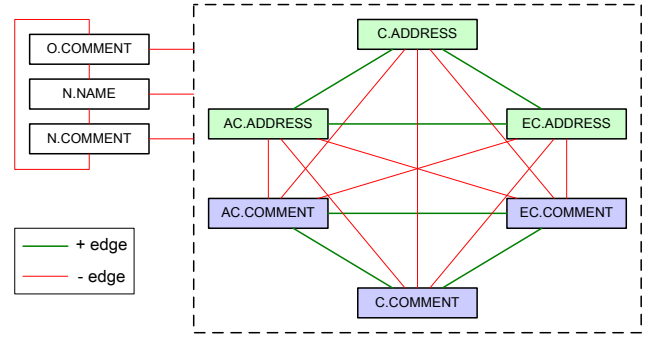 C.ADDRESS
O.COMMENT
N.NAME
N.COMMENT
AC.ADDRESS
EC.ADDRESS
AC.COMMENT
EC.COMMENT
C.COMMENT
+ edge
- edge